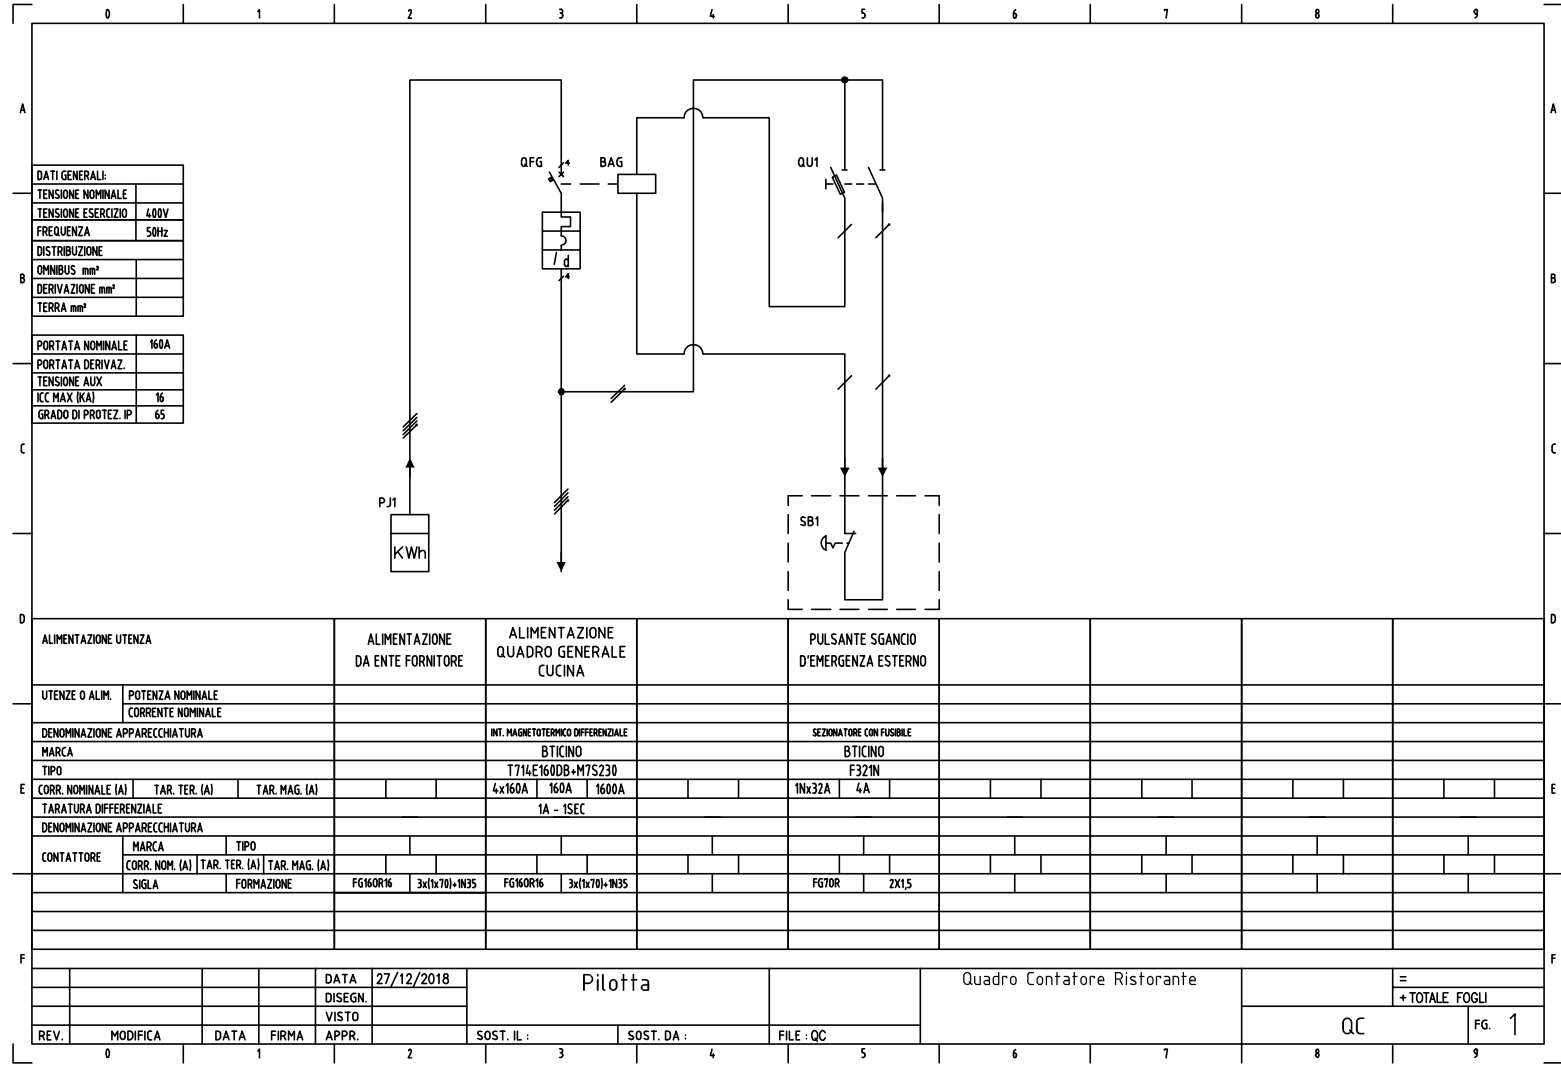 0 1 2 3 4 5 6 7 8 9
A A
QFG 4 BAG QU1
DATI GENERALI:
TENSIONE NOMINALE
TENSIONE ESERCIZIO 400V
FREQUENZA 50Hz
DISTRIBUZIONE
OMNIBUS mm²
DERIVAZIONE mm²
TERRA mm²
I d
4
B B
PORTATA NOMINALE 160A
PORTATA DERIVAZ.
TENSIONE AUX
ICC MAX (KA) 16
GRADO DI PROTEZ. IP 65
C C
PJ1
KWh
SB1
D D
ALIMENTAZIONE UTENZA
ALIMENTAZIONE
DA ENTE FORNITORE
ALIMENTAZIONE
QUADRO GENERALE
CUCINA
PULSANTE SGANCIO
D'EMERGENZA ESTERNO
UTENZE O ALIM. POTENZA NOMINALE
CORRENTE NOMINALE
DENOMINAZIONE APPARECCHIATURA INT. MAGNETOTERMICO DIFFERENZIALE SEZIONATORE CON FUSIBILE
MARCA BTICINO BTICINO
TIPO T714E160DB+M7S230 F321N
E CORR. NOMINALE (A) TAR. TER. (A) TAR. MAG. (A) 4x160A 160A 1600A 1Nx32A 4A E
TARATURA DIFFERENZIALE 1A - 1SEC
DENOMINAZIONE APPARECCHIATURA
CONTATTORE MARCA TIPO
CORR. NOM. (A) TAR. TER. (A) TAR. MAG. (A)
SIGLA FORMAZIONE FG160R16 3x(1x70)+1N35 FG160R16 3x(1x70)+1N35 FG70R 2X1,5
F F
DATA 27/12/2018 Pilotta Quadro Contatore Ristorante =
DISEGN. +TOTALE FOGLI
VISTO
REV. MODIFICA DATA FIRMA APPR. SOST. IL : SOST. DA : FILE : QC QC FG. 1
0 1 2 3 4 5 6 7 8 9